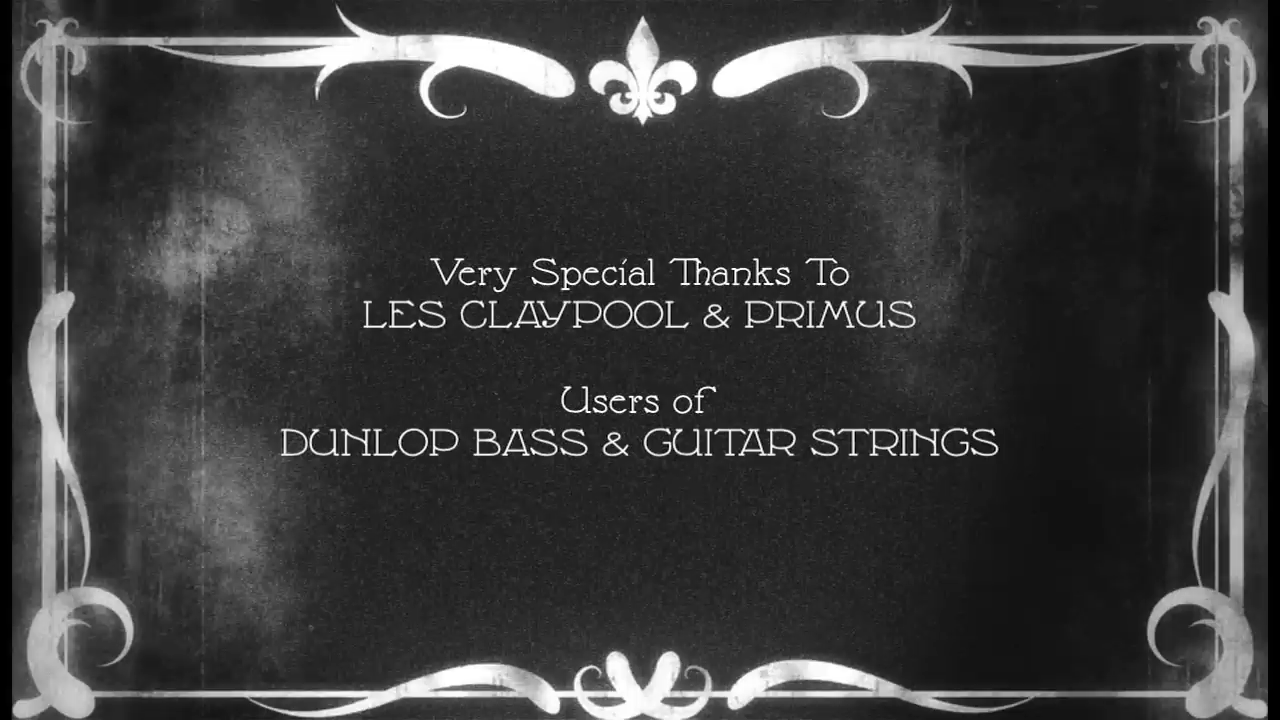 Very Special Thanks To
LES CLAYPOOL & PRIMUS
Users of
DUNLOP BASS & GUITAR STRINGS